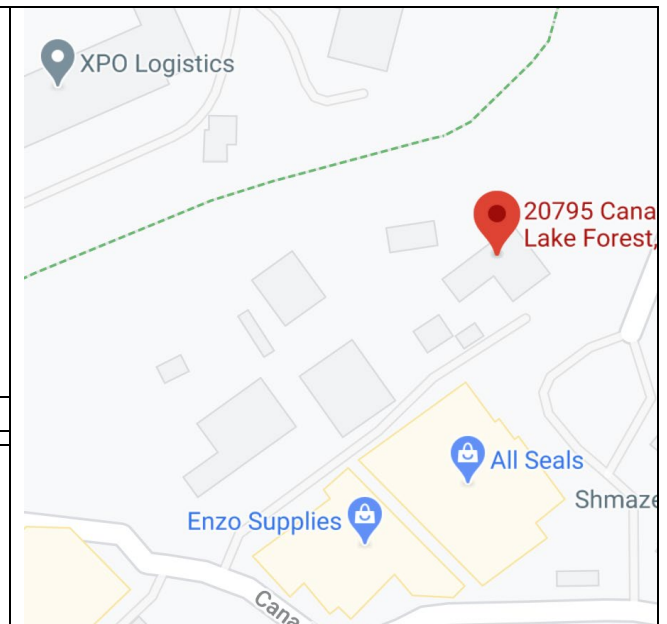 XPO Logistics
20795 Cana
Lake Forest,
All Seals
Shmaze
Enzo Supplies
Cana